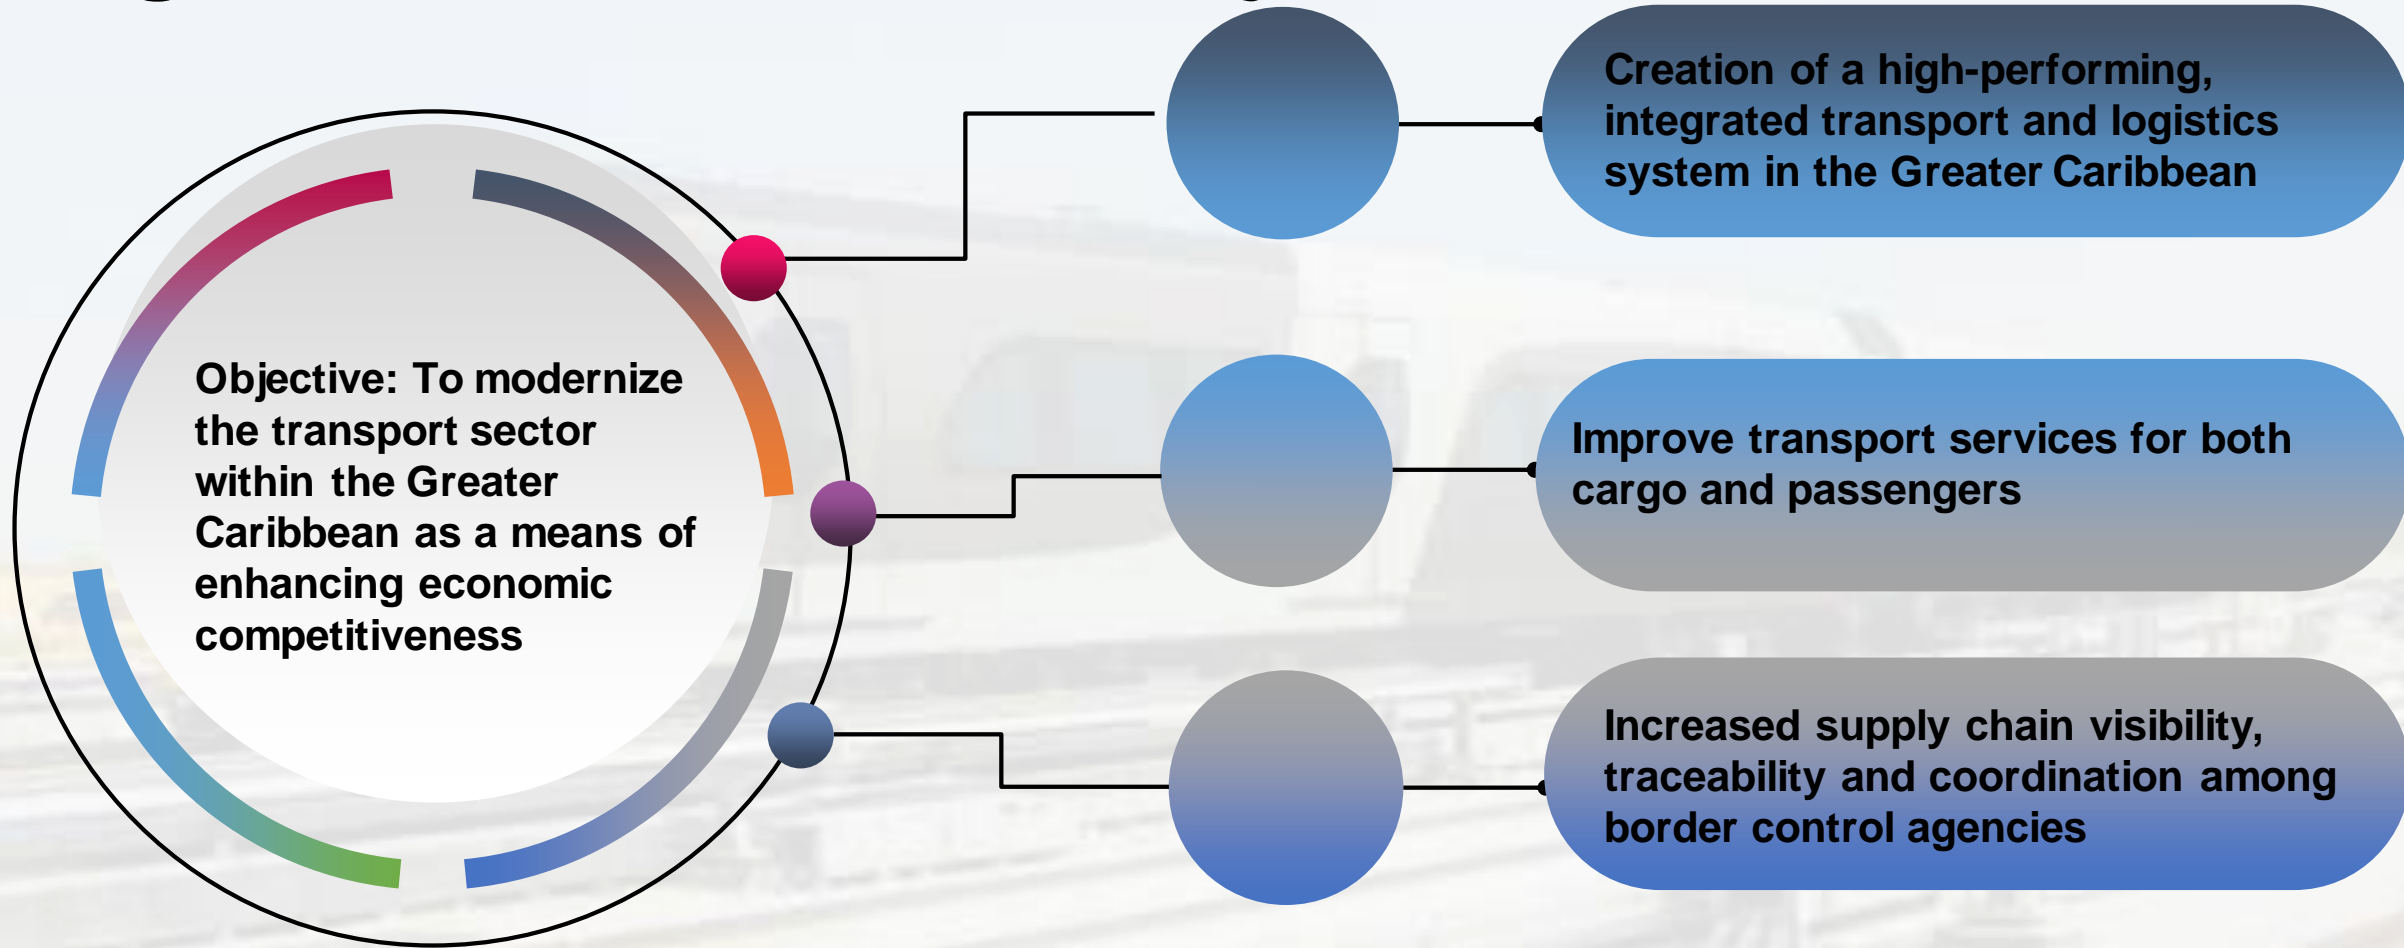 Objective: To modernize
the transport sector
within the Greater
Caribbean as a means of
enhancing economic
competitiveness
Creation of a high-performing,
integrated transport and logistics
system in the Greater Caribbean
Improve transport services for both
cargo and passengers
Increased supply chain visibility,
traceability and coordination among
border control agencies